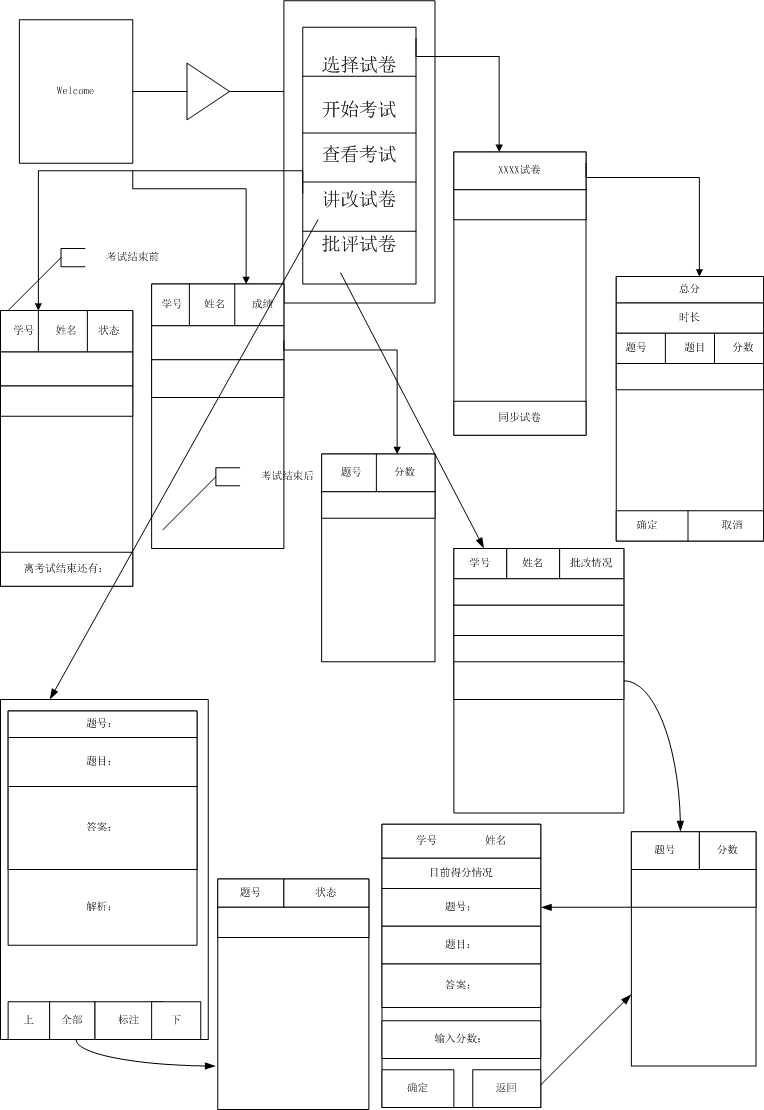 Welcome
选择试卷
开始考试
查看考试
讲改试卷
批评试卷
XXXX试卷
同步试卷
总分
时长
题号 题目 分数
确定 取消
考试结束前
学号 姓名 状态
离考试结束还有:
学号 姓名 成绩
考试结束后
题号 分数
学号 姓名 批改情况
题号:
题目:
答案:
解析:
上 全部 标注 下
题号 状态
学号 姓名
目前得分情况
题号:
题目:
答案:
输入分数:
确定 返回
题号 分数